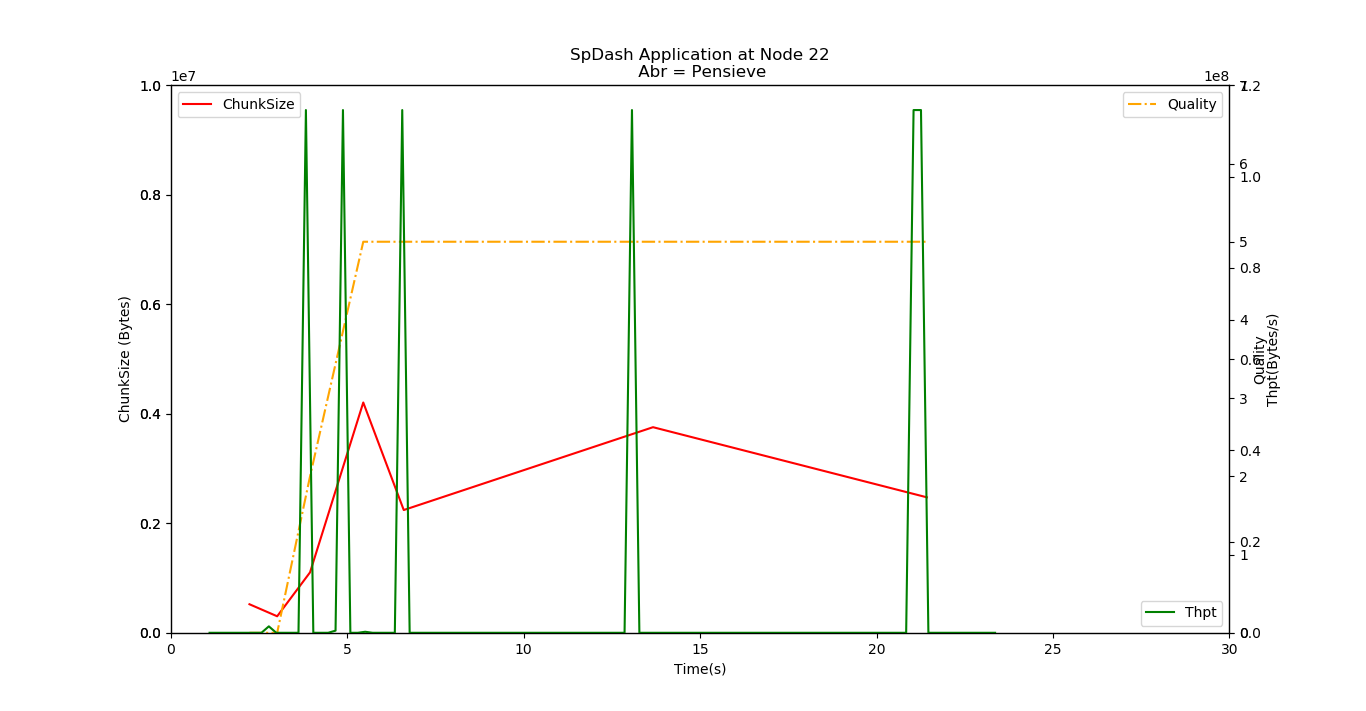 SpDash Application at Node 22
Abr = Pensieve
1e7
1e8
ChunkSize
Quality
Thpt
1.0
0.8
0.6
0.4
0.2
0.0
ChunkSize (Bytes)
7
6
5
4
3
2
1
0
1.2
1.0
0.8
0.6
0.4
0.2
0.0
Quality
Thpt(Bytes/s)
0 5 10 15 20 25 30
Time(s)